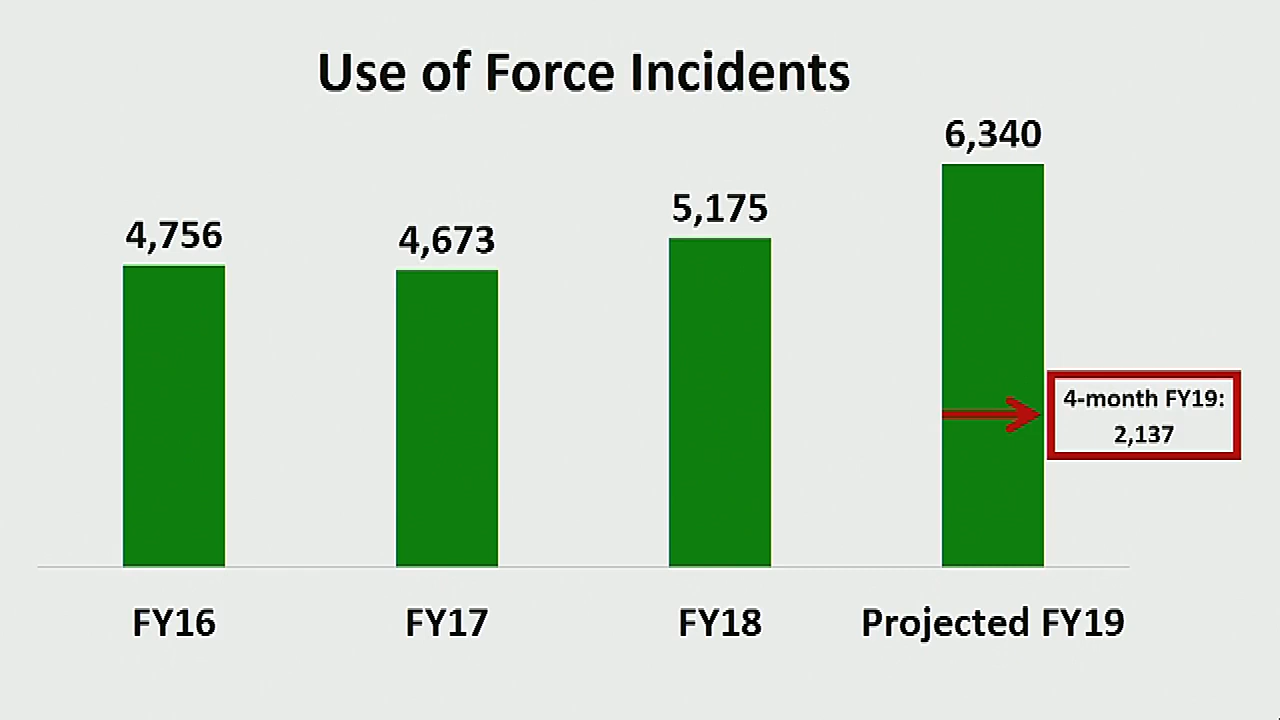 Use of Force Incidents
6,340
5,175
4,756
4,673
4-month FY19:
2,137
FY16
FY17
FY18
Projected FY19